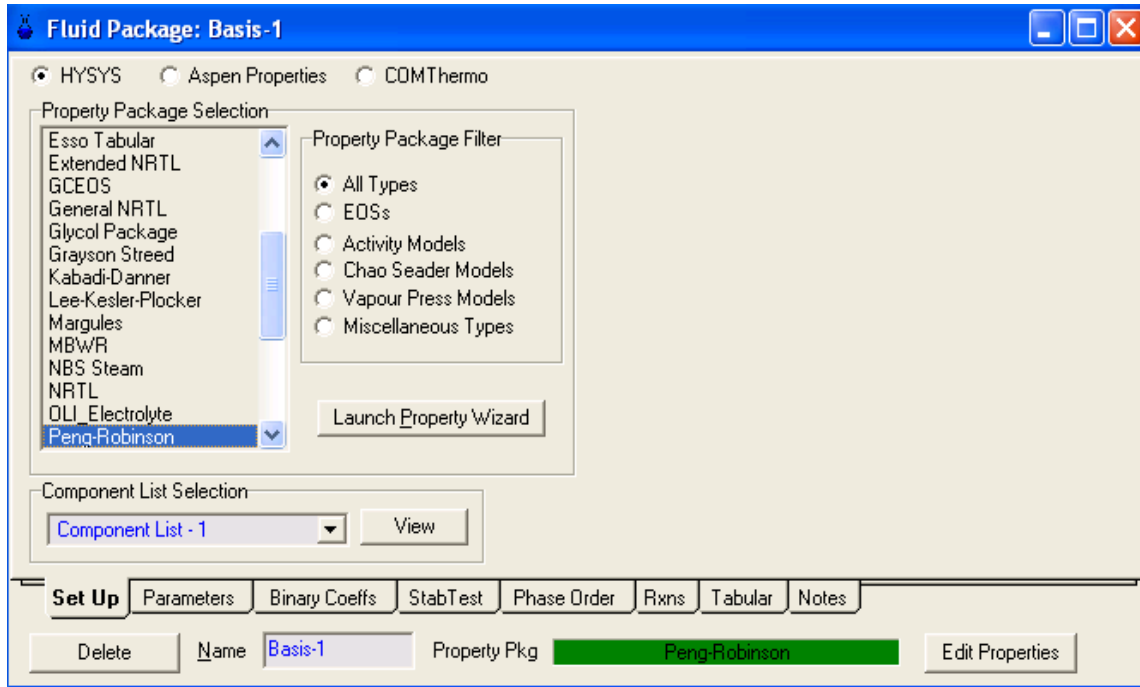 Fluid Package: Basis-1
HYSYS Aspen Properties COMThermo
Property Package Selection
Esso Tabular
Extended NRTL
GCEOS
General NRTL
Glycol Package
Grayson Streed
Kabadi-Danner
Lee-Kesler-Plocker
Margules
MBWR
NBS Steam
NRTL
OLI_Electrolyte
Peng-Robinson
Property Package Filter
All Types
EOSs
Activity Models
Chao Seader Models
Vapour Press Models
Miscellaneous Types
Launch Property Wizard
Component List Selection
Component List - 1 View
Set Up Parameters Binary Coeffs StabTest Phase Order Rxns Tabular Notes
Delete Name Basis-1 Property Pkg Peng-Robinson Edit Properties